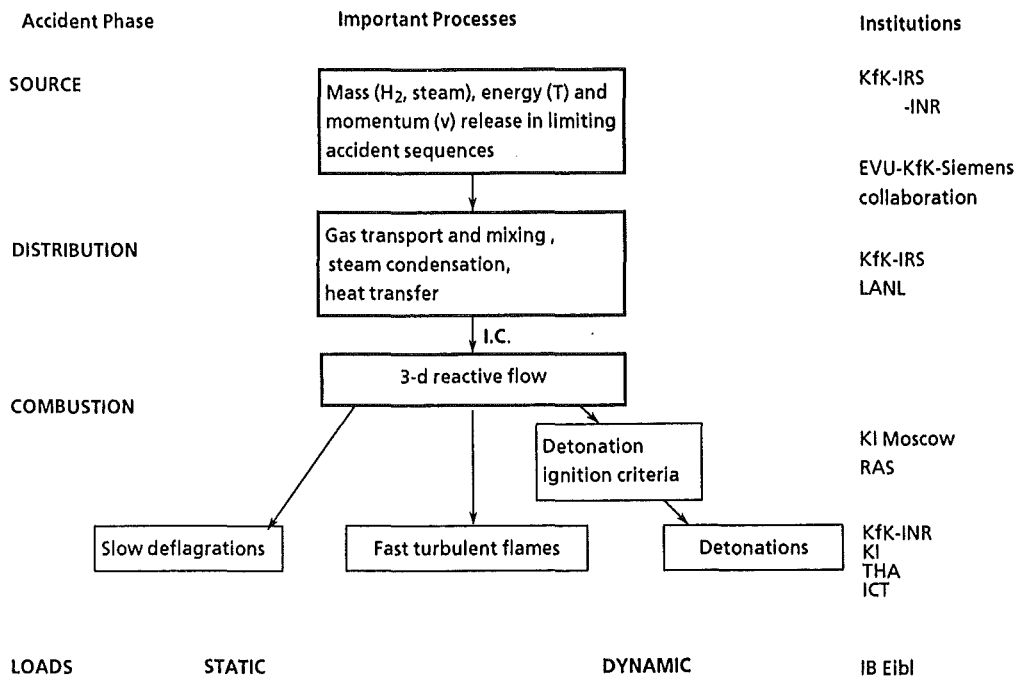 Accident Phase
Important Processes
Institutions
SOURCE
Mass (H₂, steam), energy (T) and
momentum (v) release in limiting
accident sequences
KfK-IRS
-INR
EVU-KfK-Siemens
collaboration
DISTRIBUTION
Gas transport and mixing ,
steam condensation,
heat transfer
KfK-IRS
LANL
I.C.
3-d reactive flow
COMBUSTION
Detonation
ignition criteria
KI Moscow
RAS
Slow deflagrations
Fast turbulent flames
Detonations
KfK-INR
KI
THA
ICT
LOADS
STATIC
DYNAMIC
IB Eibl